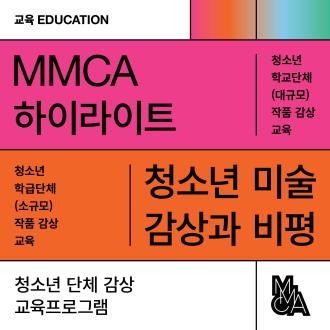 교육 EDUCATION
MMCA
하이라이트
청소년
학교단체
(대규모)
작품 감상
교육
청소년
학급단체
(소규모)
작품 감상
교육
청소년 미술
감상과 비평
청소년 단체 감상
교육프로그램
MMCA